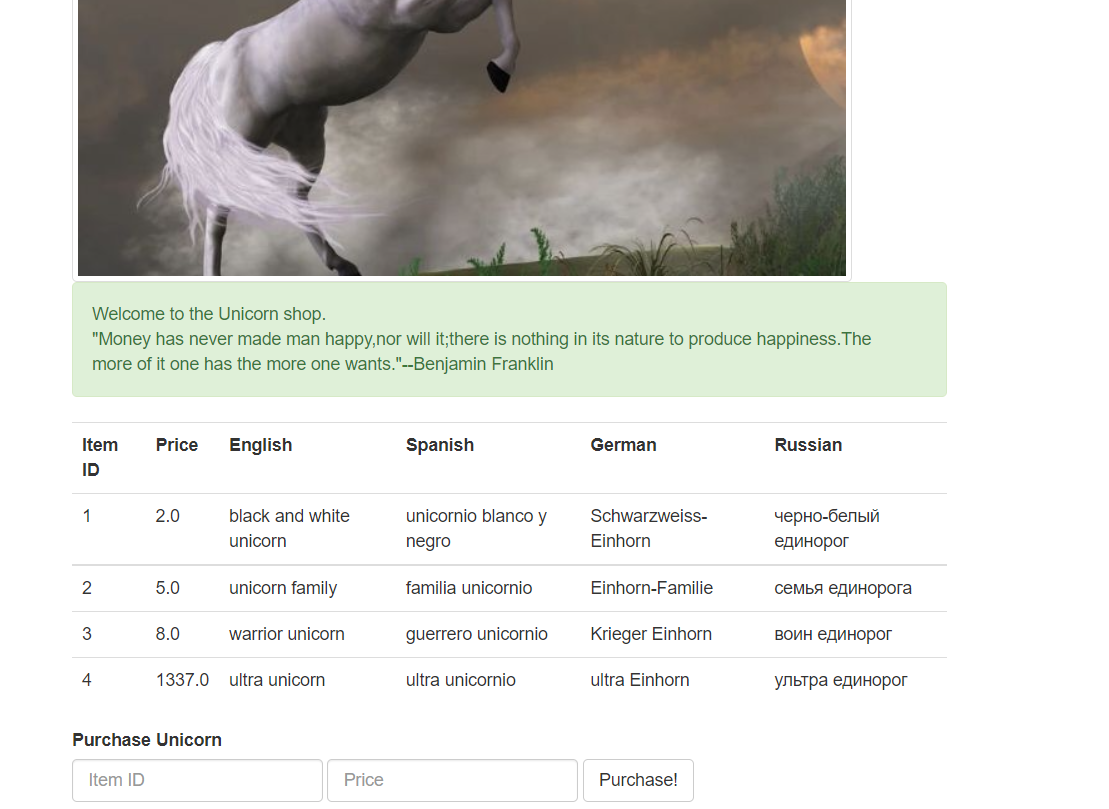 Welcome to the Unicorn shop.
"Money has never made man happy,nor will it;there is nothing in its nature to produce happiness.The
more of it one has the more one wants."--Benjamin Franklin
Item ID Price English Spanish German Russian
1 2.0 black and white unicorn unicornio blanco y negro Schwarzweiss-Einhorn черно-белый единорог
2 5.0 unicorn family familia unicornio Einhorn-Familie семья единорога
3 8.0 warrior unicorn guerrero unicornio Krieger Einhorn воин единорог
4 1337.0 ultra unicorn ultra unicornio ultra Einhorn ультра единорог
Purchase Unicorn
Item ID Price Purchase!